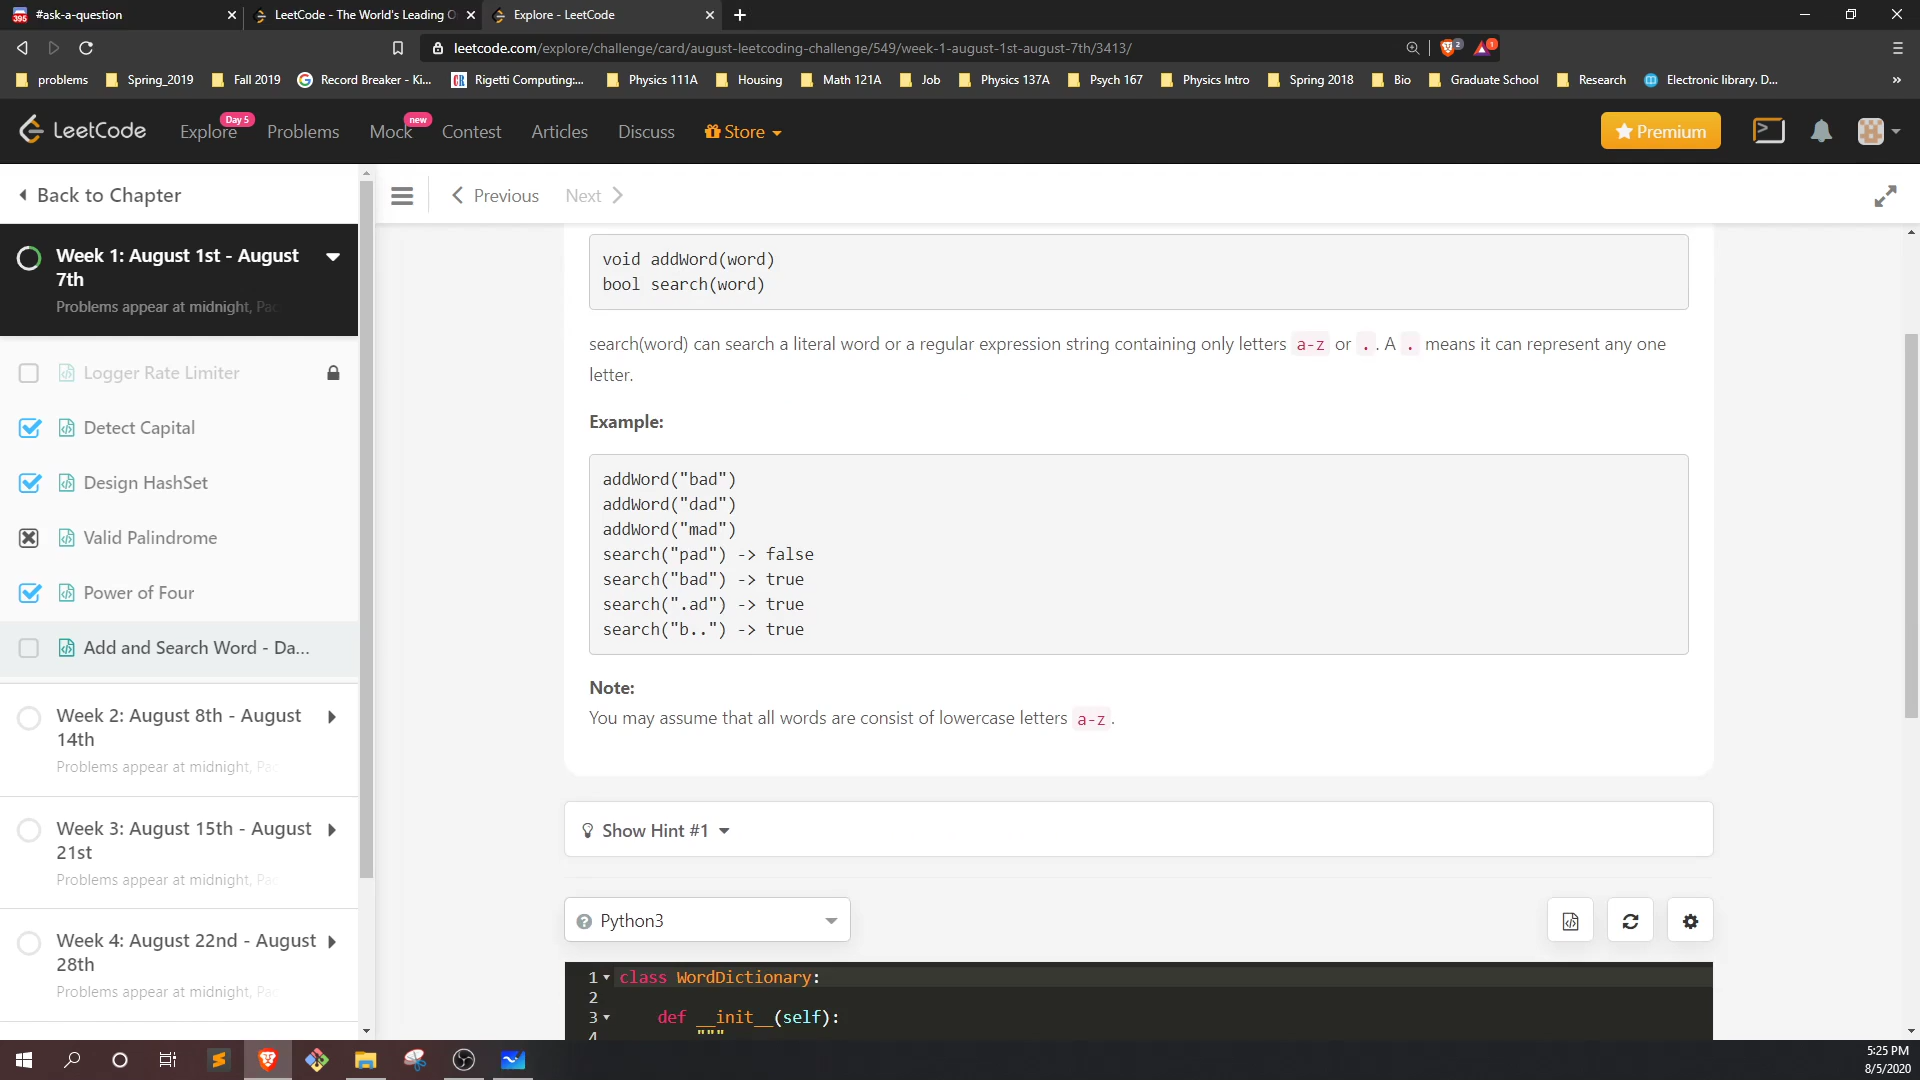 #ask-a-question
LeetCode - The World's Leading O
Explore - LeetCode
leetcode.com/explore/challenge/card/august-leetcoding-challenge/549/week-1-august-1st-august-7th/3413/
2
1
problems
Spring_2019
Fall 2019
Record Breaker - Ki...
Rigetti Computing:...
Physics 111A
Housing
Math 121A
Job
Physics 137A
Psych 167
Physics Intro
Spring 2018
Bio
Graduate School
Research
Electronic library. D...
»
LeetCode
Explore
Day 5
Problems
Mock
new
Contest
Articles
Discuss
Store
Premium
Back to Chapter
Previous
Next
Week 1: August 1st - August
7th
Problems appear at midnight, Pac
Logger Rate Limiter
Detect Capital
Design HashSet
Valid Palindrome
Power of Four
Add and Search Word - Da...
Week 2: August 8th - August
14th
Problems appear at midnight, Pac
Week 3: August 15th - August
21st
Problems appear at midnight, Pac
Week 4: August 22nd - August
28th
Problems appear at midnight, Pac
void addWord(word)
bool search(word)
search(word) can search a literal word or a regular expression string containing only letters a-z or . . A . means it can represent any one
letter.
Example:
addWord("bad")
addWord("dad")
addWord("mad")
search("pad") -> false
search("bad") -> true
search(".ad") -> true
search("b..") -> true
Note:
You may assume that all words are consist of lowercase letters a-z .
Show Hint #1
Python3
1 class WordDictionary:
2
3 def __init__(self):
4 """
5:25 PM
8/5/2020